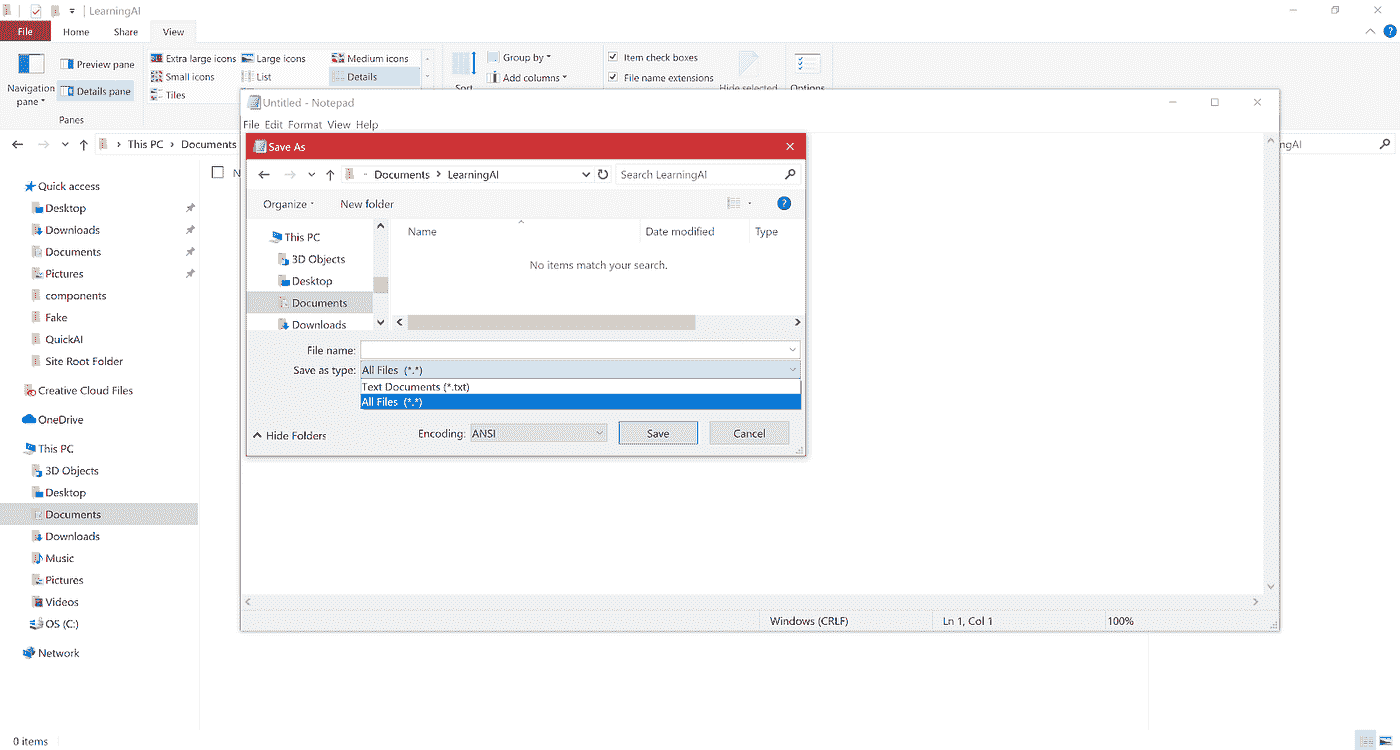 LearningAI
File Home Share View
Extra large icons Large icons Medium icons
Small icons List Details
Tiles
Preview pane
Navigation pane Details pane
Panes
Group by
Add columns
Sort
Item check boxes
File name extensions
Hide selected
Options
This PC > Documents
ngAI
N
Quick access
Desktop
Downloads
Documents
Pictures
components
Fake
QuickAI
Site Root Folder
Creative Cloud Files
OneDrive
This PC
3D Objects
Desktop
Documents
Downloads
Music
Pictures
Videos
OS (C:)
Network
0 items
Untitled - Notepad
File Edit Format View Help
Save As
Documents > LearningAI
Search LearningAI
Organize New folder
This PC
3D Objects
Desktop
Documents
Downloads
Name Date modified Type
No items match your search.
File name:
Save as type: All Files (*.*)
Text Documents (*.txt)
All Files (*.*)
Hide Folders
Encoding: ANSI
Save Cancel
Windows (CRLF) Ln 1, Col 1 100%